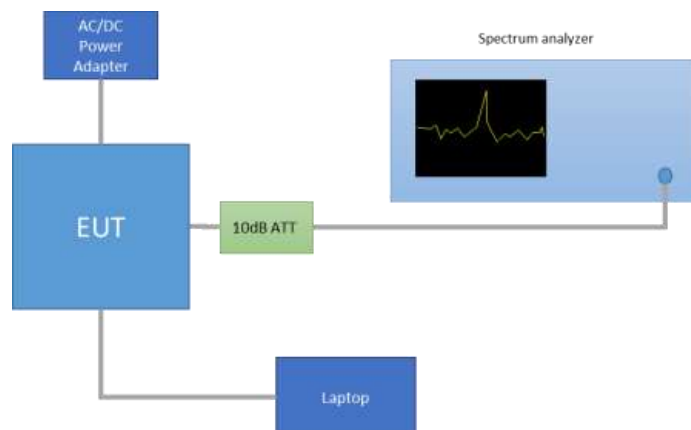 AC/DC
Power
Adapter
Spectrum analyzer
EUT
10dB ATT
Laptop